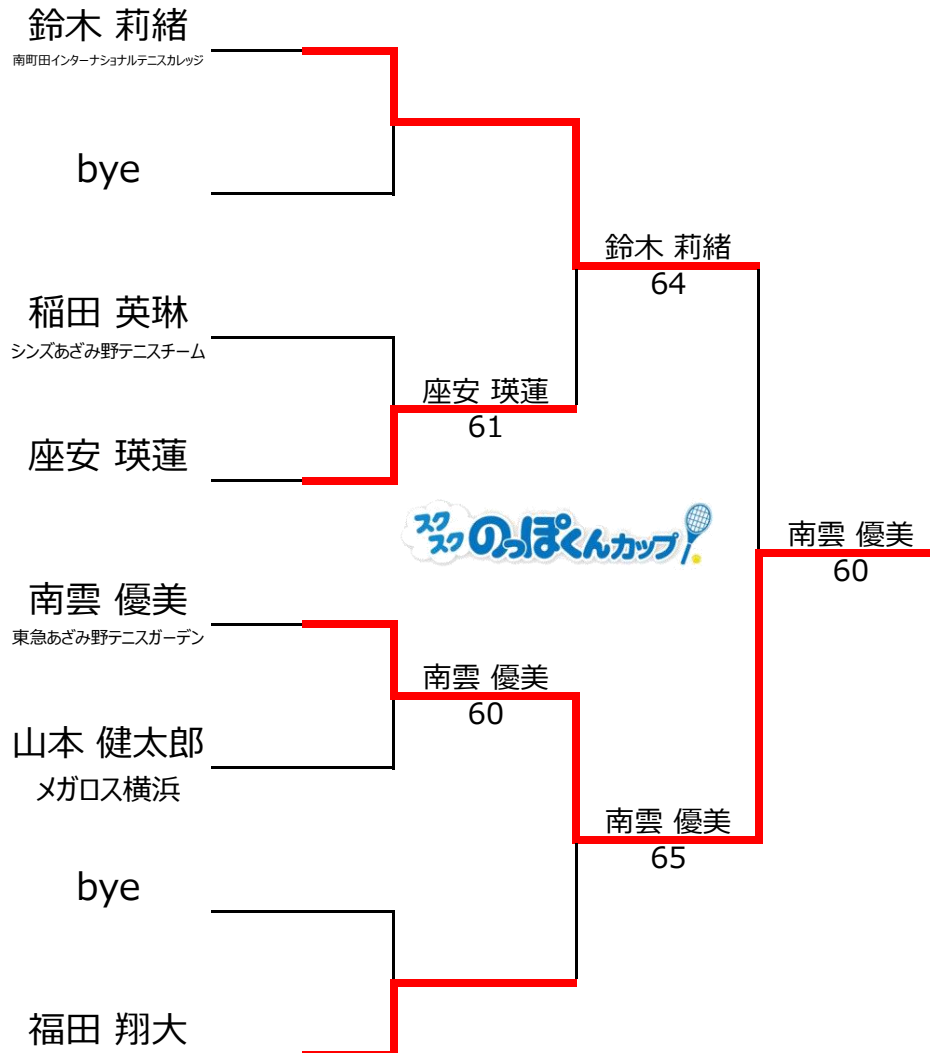 鈴木 莉緒
南町田インターナショナルテニスカレッジ
bye
鈴木 莉緒
64
稲田 英琳
シンズあざみ野テニスチーム
座安 瑛蓮
61
座安 瑛蓮
スク
スク のっぽくんカップ!
南雲 優美
60
南雲 優美
東急あざみ野テニスガーデン
南雲 優美
60
山本 健太郎
メガロス横浜
南雲 優美
65
bye
福田 翔大